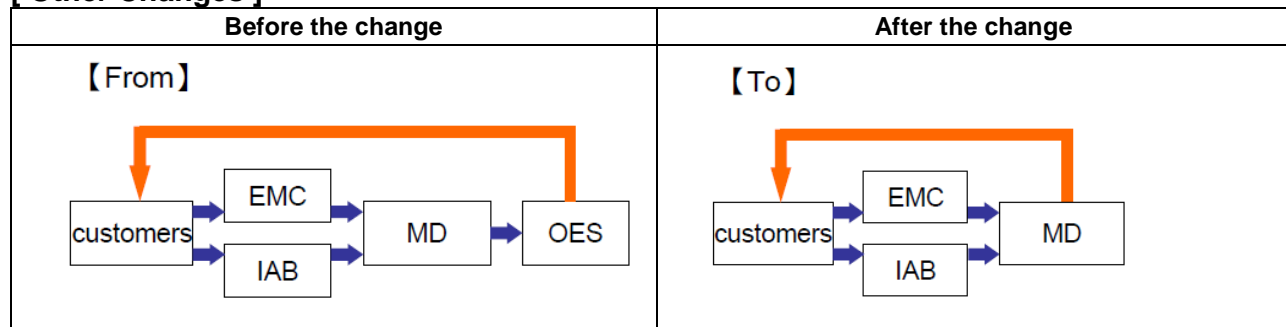 [ Other Changes ]
Before the change
After the change
【From】
EMC
customers
MD
OES
IAB
【To】
EMC
customers
MD
IAB